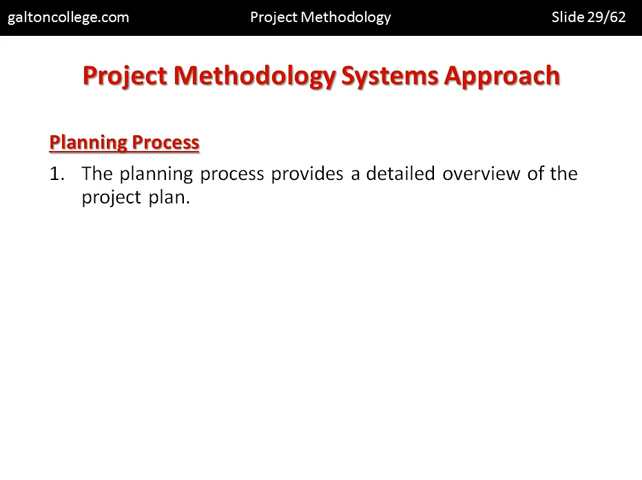 galtoncollege.com Project Methodology Slide 29/62
Project Methodology Systems Approach
Planning Process
1. The planning process provides a detailed overview of the
project plan.